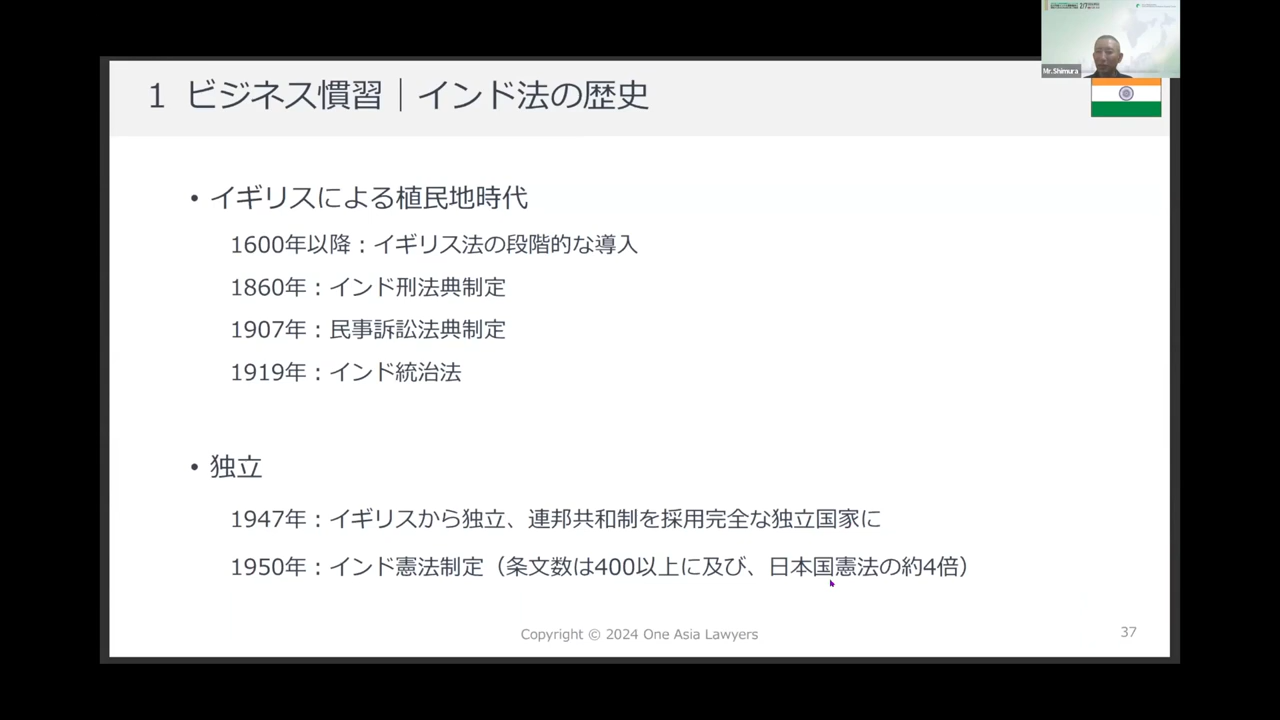 Mr.Shimura
1 ビジネス慣習｜インド法の歴史
• イギリスによる植民地時代
1600年以降：イギリス法の段階的な導入
1860年：インド刑法典制定
1907年：民事訴訟法典制定
1919年：インド統治法
• 独立
1947年：イギリスから独立、連邦共和制を採用完全な独立国家に
1950年：インド憲法制定（条文数は400以上に及び、日本国憲法の約4倍）
Copyright © 2024 One Asia Lawyers
37